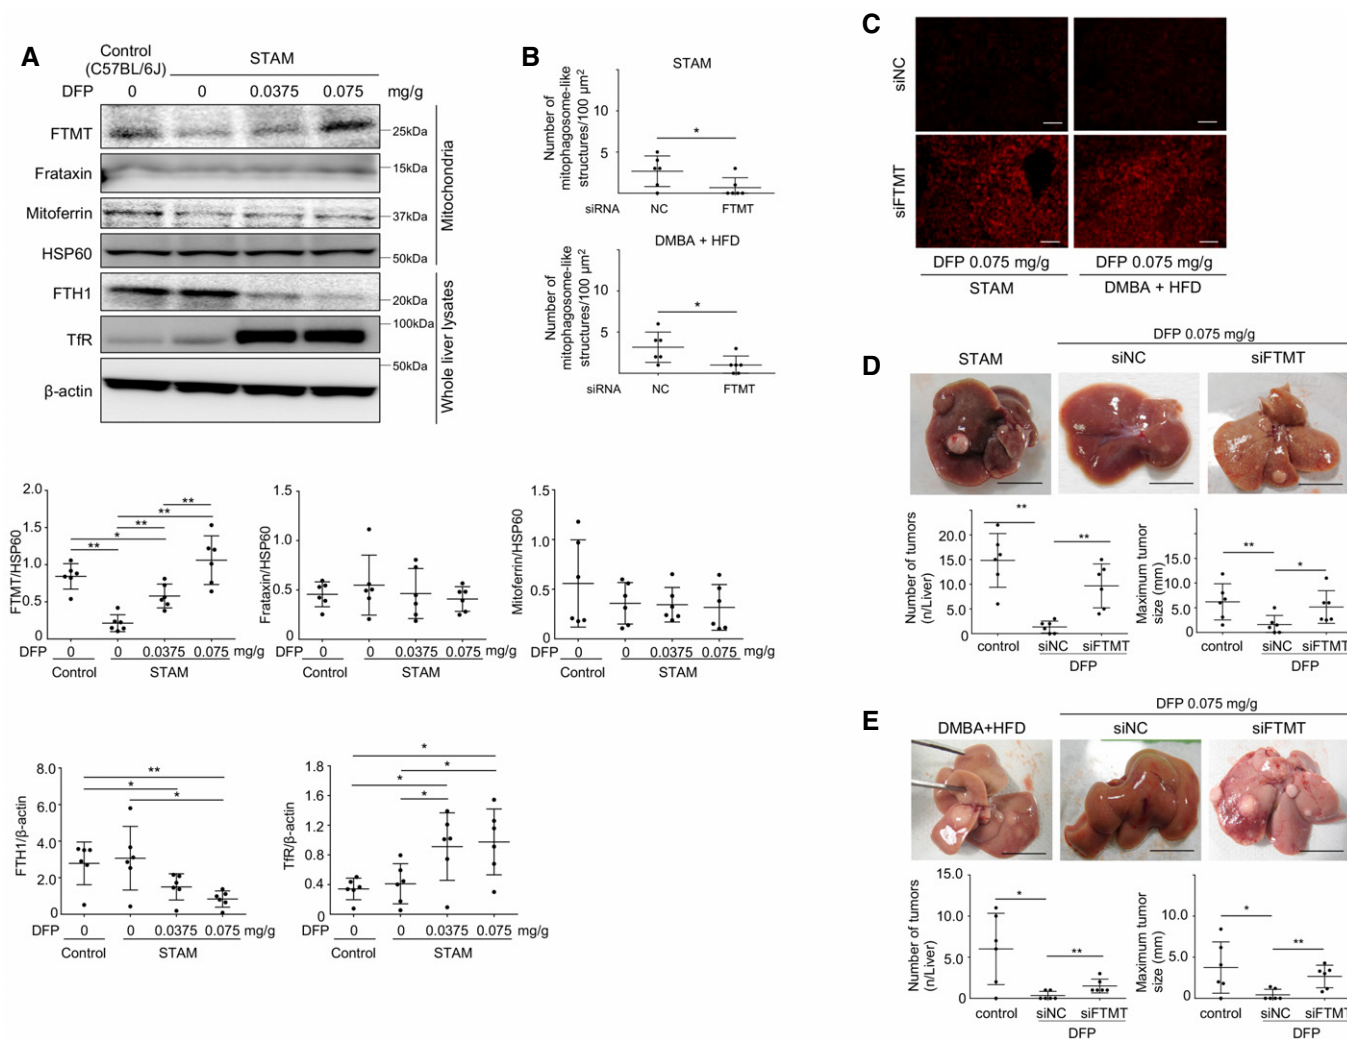 A
Control
(C57BL/6J)
STAM
DFP 0 0 0.0375 0.075 mg/g
FTMT
25kDa
Frataxin
15kDa
Mitoferrin
37kDa
HSP60
50kDa
Mitochondria
FTH1
20kDa
100kDa
TfR
50kDa
β-actin
Whole liver lysates
B
STAM
Number of
mitophagosome-like
structures/100 µm²
10
5
*
siRNA NC FTMT
DMBA + HFD
Number of
mitophagosome-like
structures/100 µm²
10
5
*
siRNA NC FTMT
C
siNC
siFTMT
DFP 0.075 mg/g DFP 0.075 mg/g
STAM DMBA + HFD
FTMT/HSP60
2.0
1.5
1.0
0.5
0
**
**
**
*
**
DFP 0 0 0.0375 0.075 mg/g
Control STAM
Frataxin/HSP60
1.5
1.0
0.5
0
DFP 0 0 0.0375 0.075 mg/g
Control STAM
Mitoferrin/HSP60
1.5
1.0
0.5
0
DFP 0 0 0.0375 0.075 mg/g
Control STAM
FTH1/β-actin
8.0
6.0
4.0
2.0
0
**
*
*
DFP 0 0 0.0375 0.075 mg/g
Control STAM
TfR/β-actin
1.8
1.2
0.8
0.4
0
*
*
*
*
DFP 0 0 0.0375 0.075 mg/g
Control STAM
D
DFP 0.075 mg/g
STAM siNC siFTMT
Number of tumors
(n/Liver)
20.0
15.0
10.0
5.0
0
**
**
control siNC siFTMT
DFP
Maximum tumor
size (mm)
15.0
10.0
5.0
0
**
*
control siNC siFTMT
DFP
E
DFP 0.075 mg/g
DMBA+HFD siNC siFTMT
Number of tumors
(n/Liver)
10.0
5.0
0
*
**
control siNC siFTMT
DFP
Maximum tumor
size (mm)
10.0
5.0
0
*
**
control siNC siFTMT
DFP